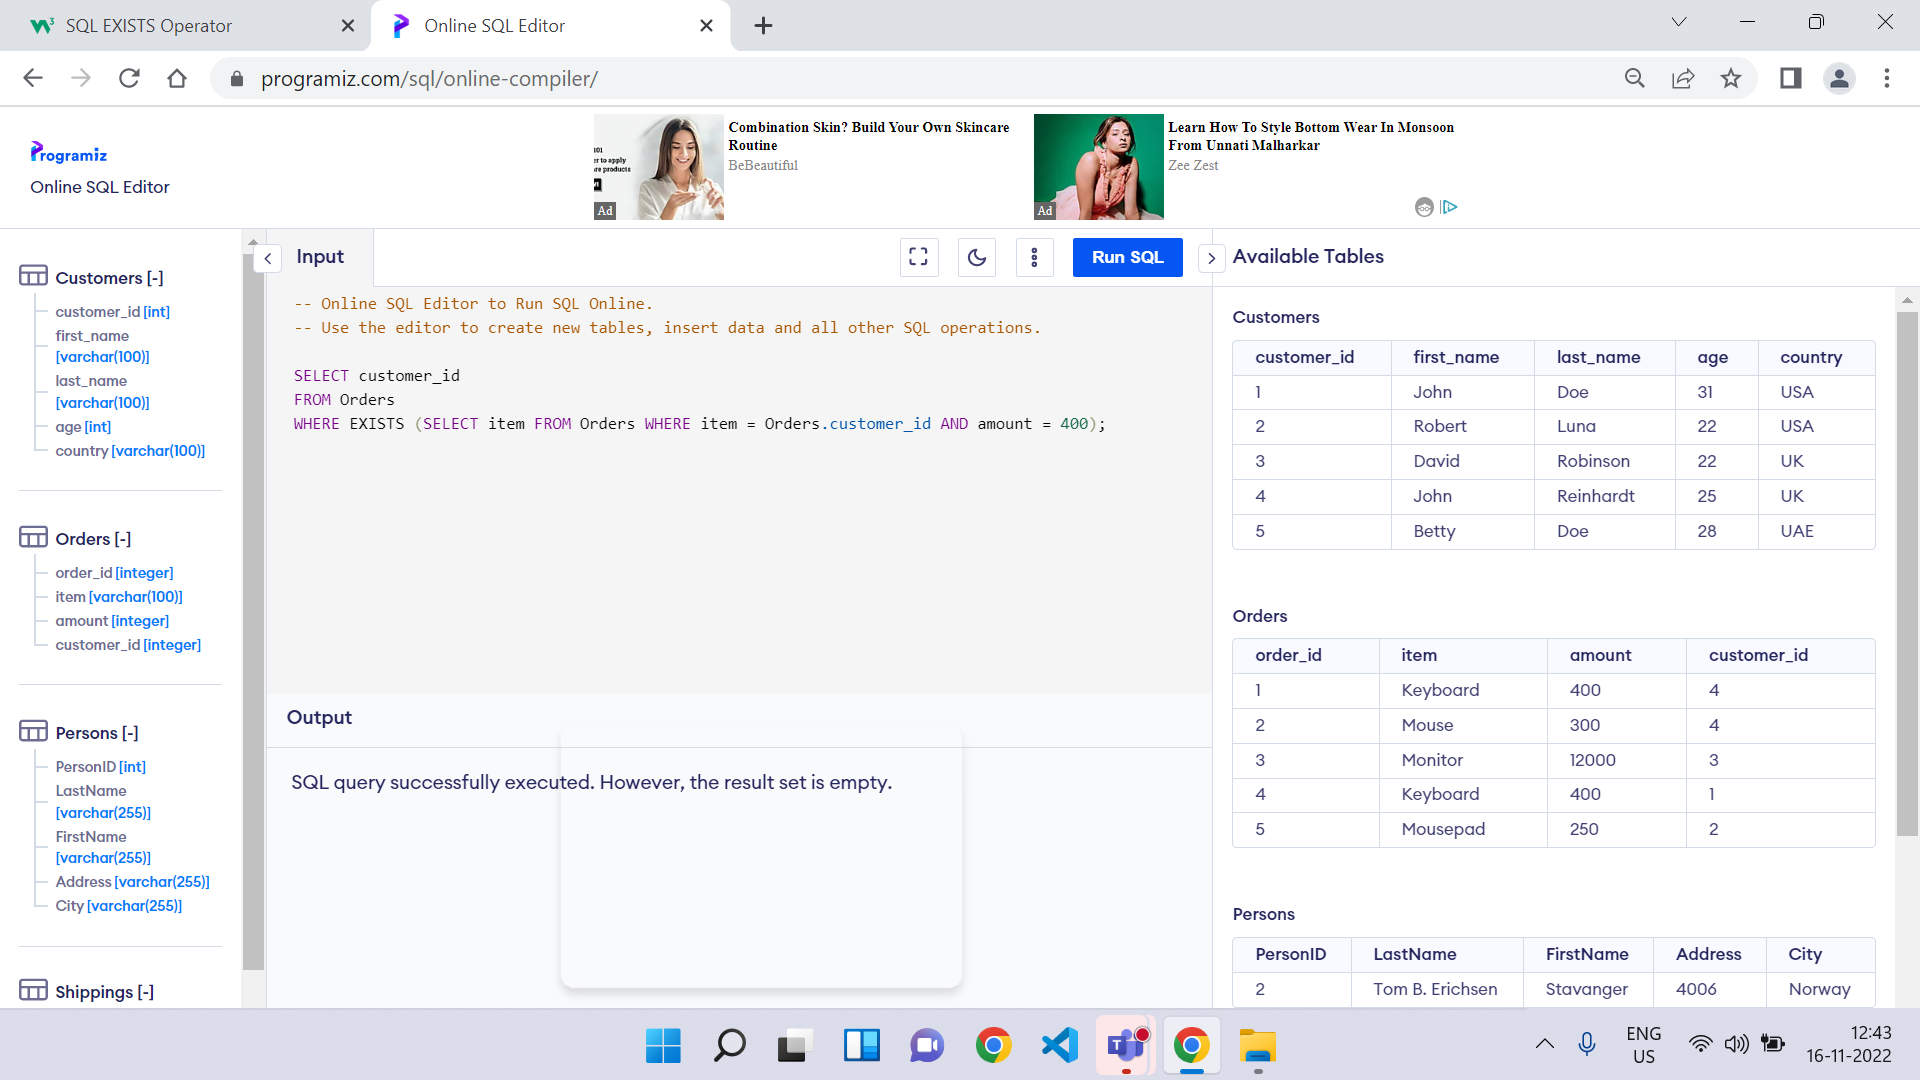 SQL EXISTS Operator
Online SQL Editor
programiz.com/sql/online-compiler/
Programiz
Online SQL Editor
er to apply
re products
Ad
Combination Skin? Build Your Own Skincare
Routine
BeBeautiful
Ad
Learn How To Style Bottom Wear In Monsoon
From Unnati Malharkar
Zee Zest
Customers [-]
customer_id [int]
first_name
[varchar(100)]
last_name
[varchar(100)]
age [int]
country [varchar(100)]
Orders [-]
order_id [integer]
item [varchar(100)]
amount [integer]
customer_id [integer]
Persons [-]
PersonID [int]
LastName
[varchar(255)]
FirstName
[varchar(255)]
Address [varchar(255)]
City [varchar(255)]
Shippings [-]
Input
Run SQL
-- Online SQL Editor to Run SQL Online.
-- Use the editor to create new tables, insert data and all other SQL operations.
SELECT customer_id
FROM Orders
WHERE EXISTS (SELECT item FROM Orders WHERE item = Orders.customer_id AND amount = 400);
Output
SQL query successfully executed. However, the result set is empty.
Available Tables
Customers
customer_id first_name last_name age country
1 John Doe 31 USA
2 Robert Luna 22 USA
3 David Robinson 22 UK
4 John Reinhardt 25 UK
5 Betty Doe 28 UAE
Orders
order_id item amount customer_id
1 Keyboard 400 4
2 Mouse 300 4
3 Monitor 12000 3
4 Keyboard 400 1
5 Mousepad 250 2
Persons
PersonID LastName FirstName Address City
2 Tom B. Erichsen Stavanger 4006 Norway
ENG
US
12:43
16-11-2022